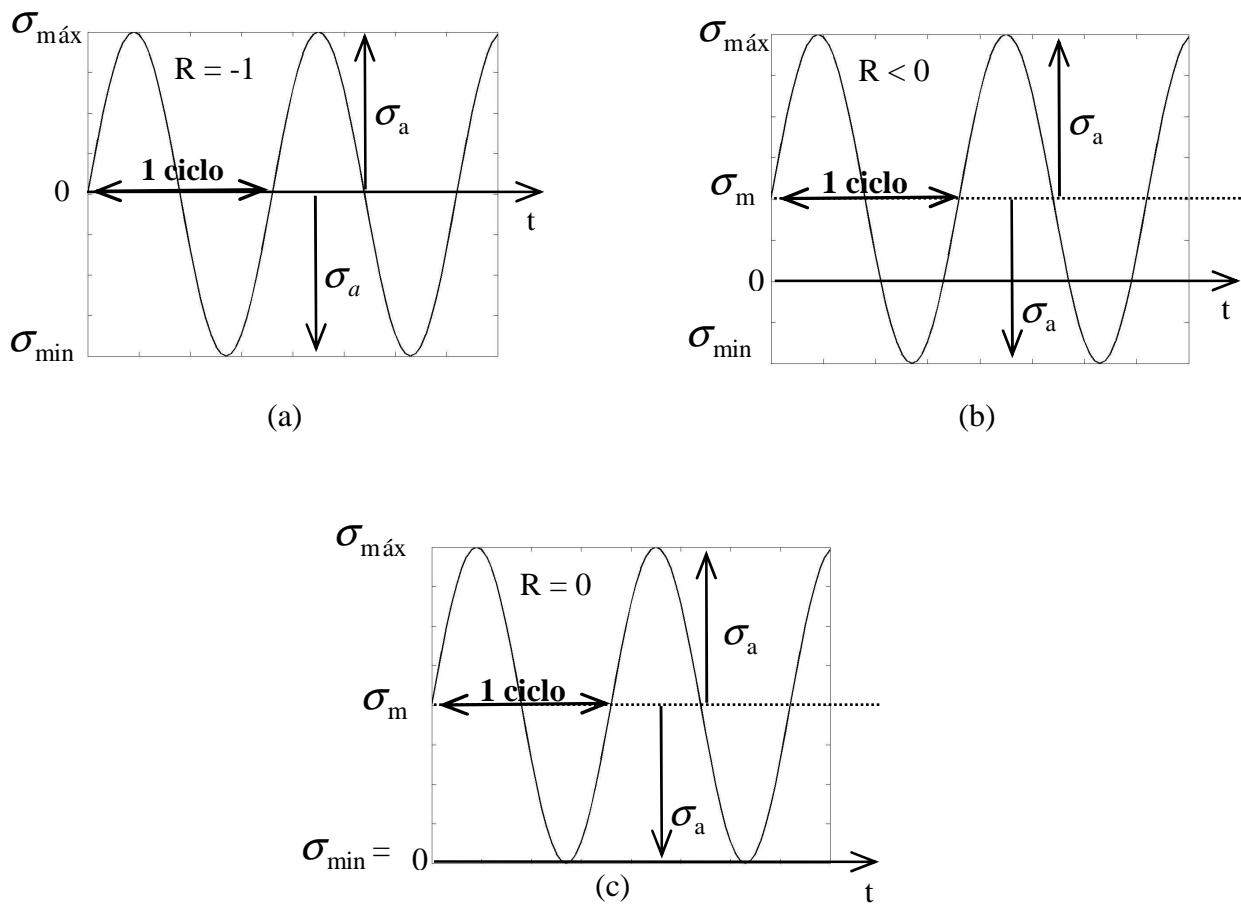 σmáx
R = -1
σa
1 ciclo
0
t
σa
σmin
(a)
σmáx
R < 0
σa
σm
1 ciclo
0
t
σa
σmin
(b)
σmáx
R = 0
σa
σm
1 ciclo
σa
σmin = 0
t
(c)